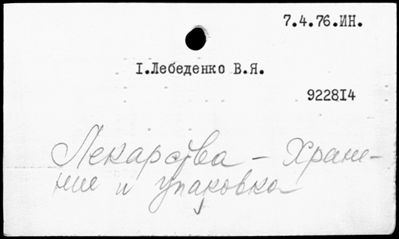 7.4.76.ИН.
I.Лебеденко В.Я.
922814
Лекарства – Хране-
ние и упаковка